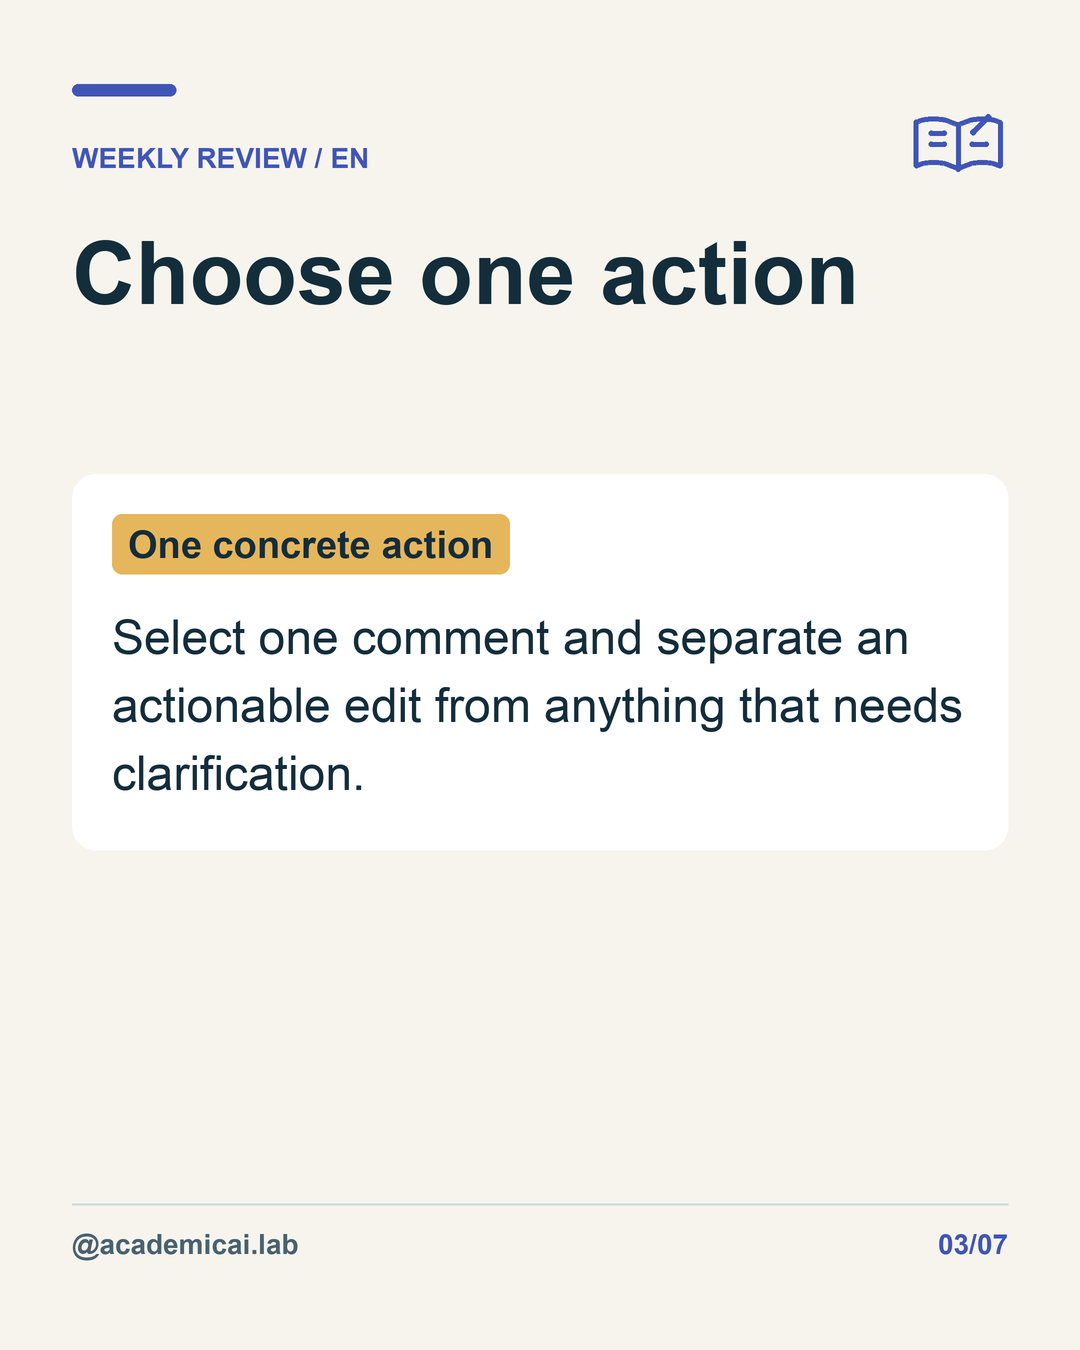 WEEKLY REVIEW / EN
Choose one action
One concrete action
Select one comment and separate an
actionable edit from anything that needs
clarification.
@academicai.lab
03/07